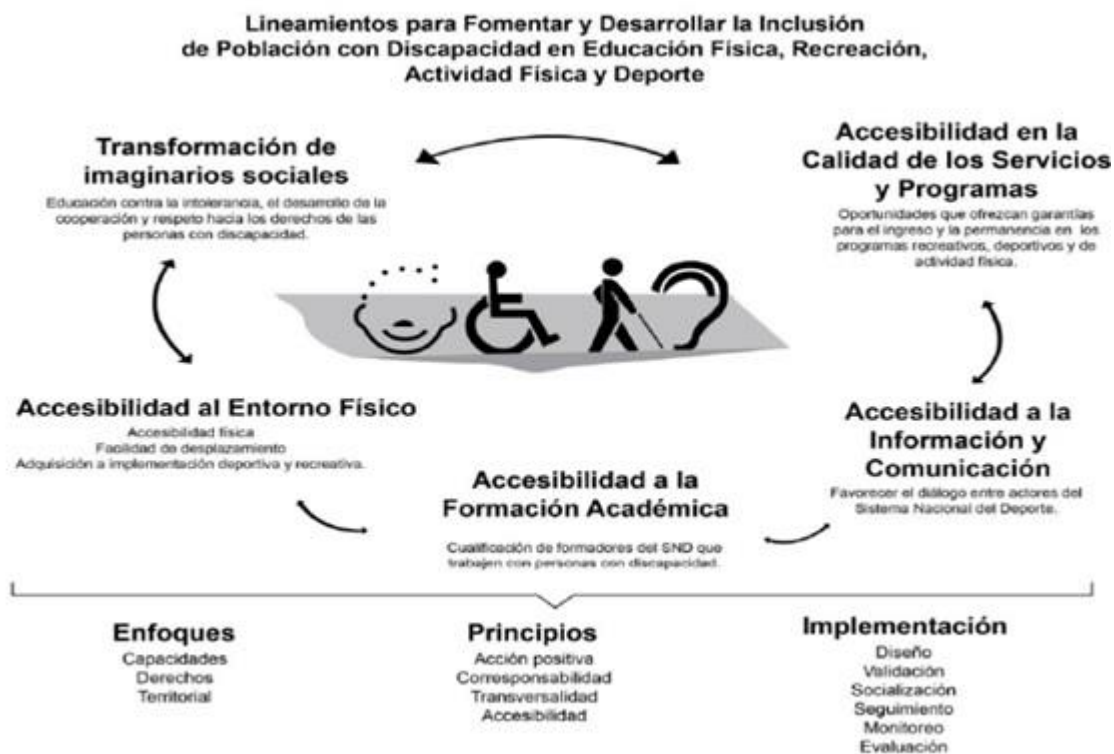 Lineamientos para Fomentar y Desarrollar la Inclusión
de Población con Discapacidad en Educación Física, Recreación,
Actividad Física y Deporte
Transformación de
imaginarios sociales
Educación contra la intolerancia, el desarrollo de la
cooperación y respeto hacia los derechos de las
personas con discapacidad.
Accesibilidad en la
Calidad de los Servicios
y Programas
Oportunidades que ofrezcan garantías
para el ingreso y la permanencia en los
programas recreativos, deportivos y de
actividad física.
Accesibilidad al Entorno Físico
Accesibilidad física
Facilidad de desplazamiento
Adquisición a implementación deportiva y recreativa.
Accesibilidad a la
Formación Académica
Cualificación de formadores del SND que
trabajen con personas con discapacidad.
Accesibilidad a la
Información y
Comunicación
Favorecer el diálogo entre actores del
Sistema Nacional del Deporte.
Enfoques
Capacidades
Derechos
Territorial
Principios
Acción positiva
Corresponsabilidad
Transversalidad
Accesibilidad
Implementación
Diseño
Validación
Socialización
Seguimiento
Monitoreo
Evaluación